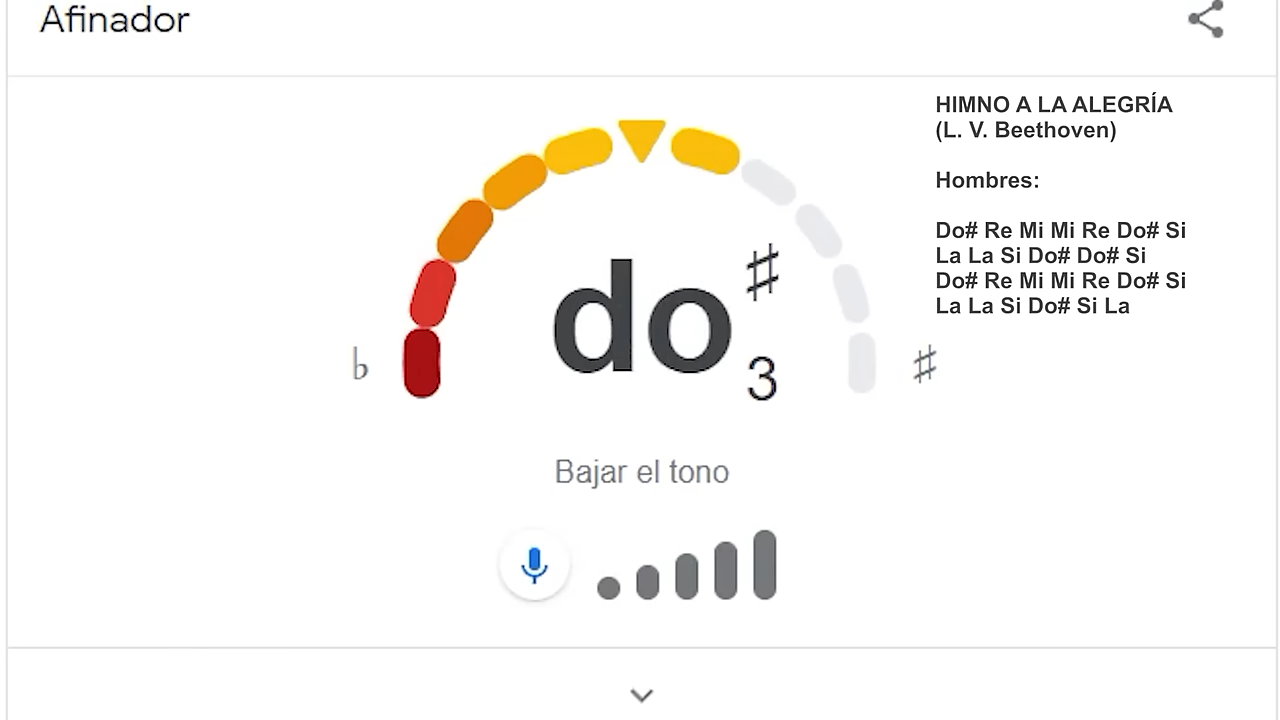 Afinador
HIMNO A LA ALEGRÍA
(L. V. Beethoven)
Hombres:
Do# Re Mi Mi Re Do# Si
La La Si Do# Do# Si
Do# Re Mi Mi Re Do# Si
La La Si Do# Si La
do♯3
♭
♯
Bajar el tono